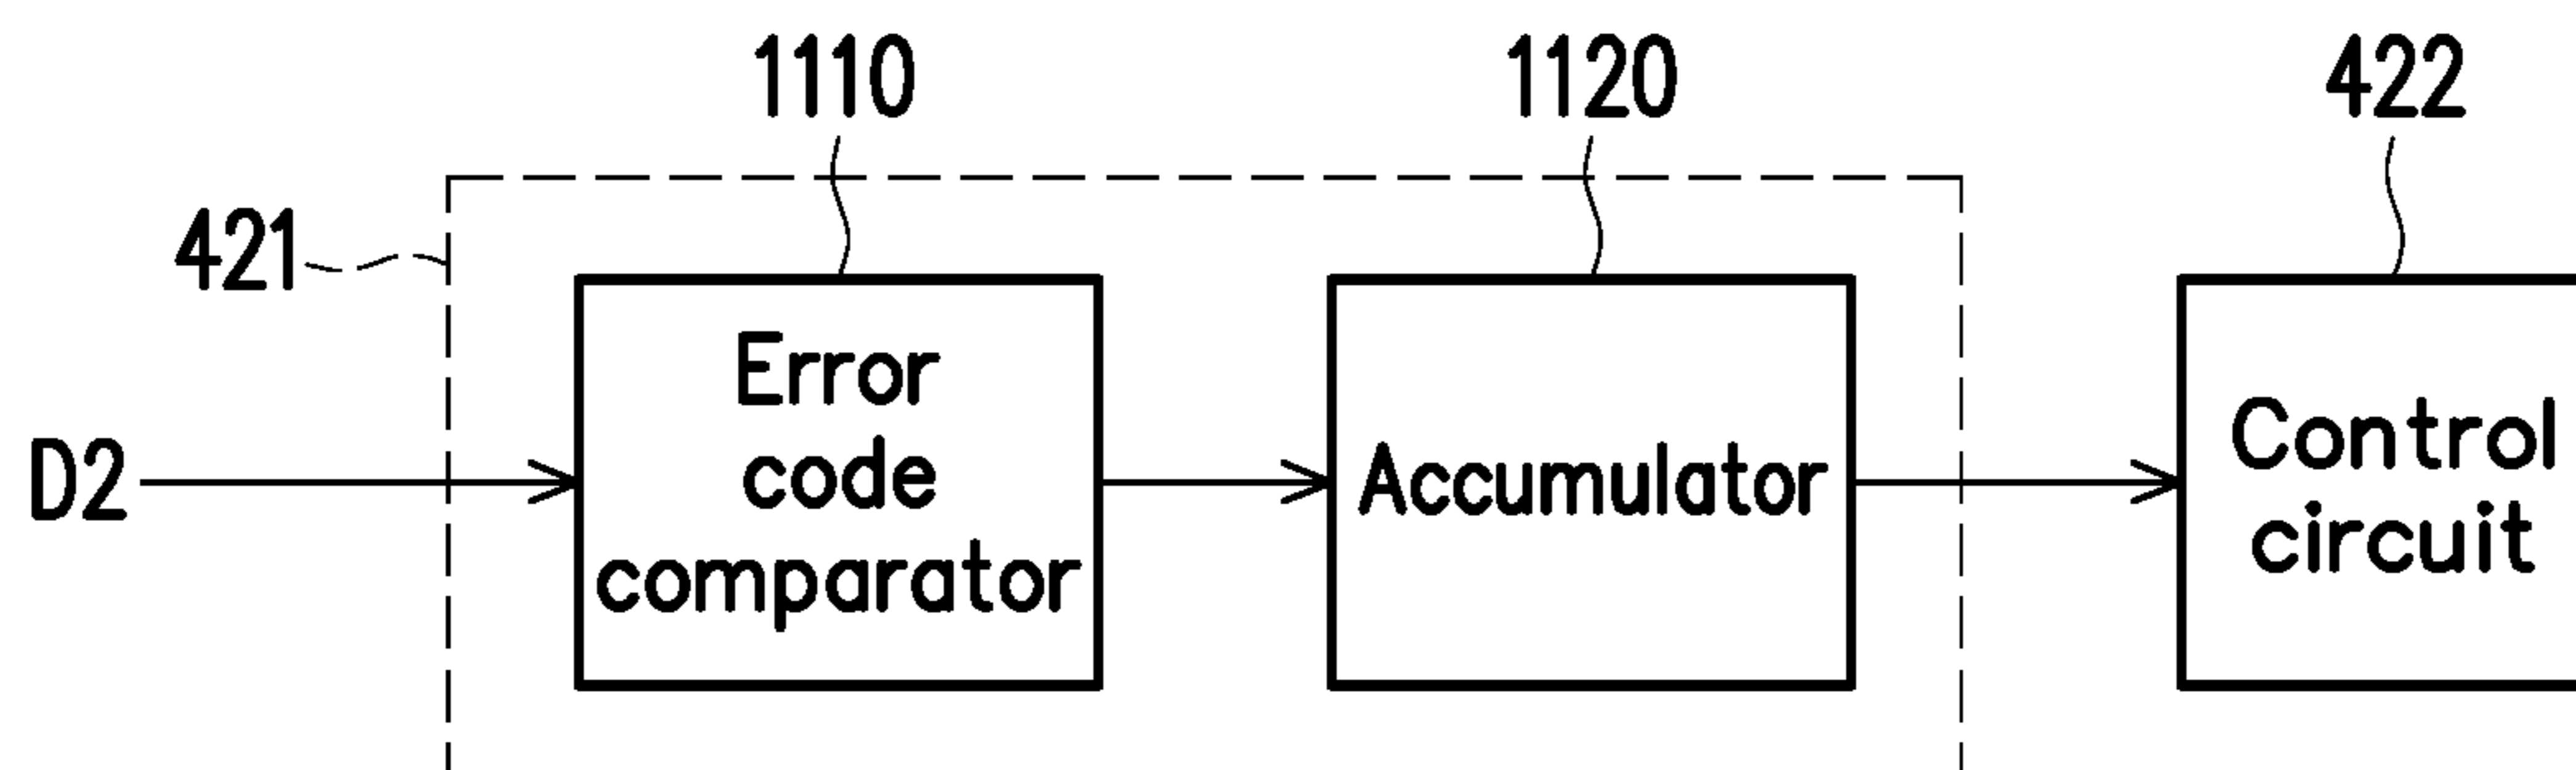 1110
1120
422
421
Error
code
comparator
Accumulator
Control
circuit
D2